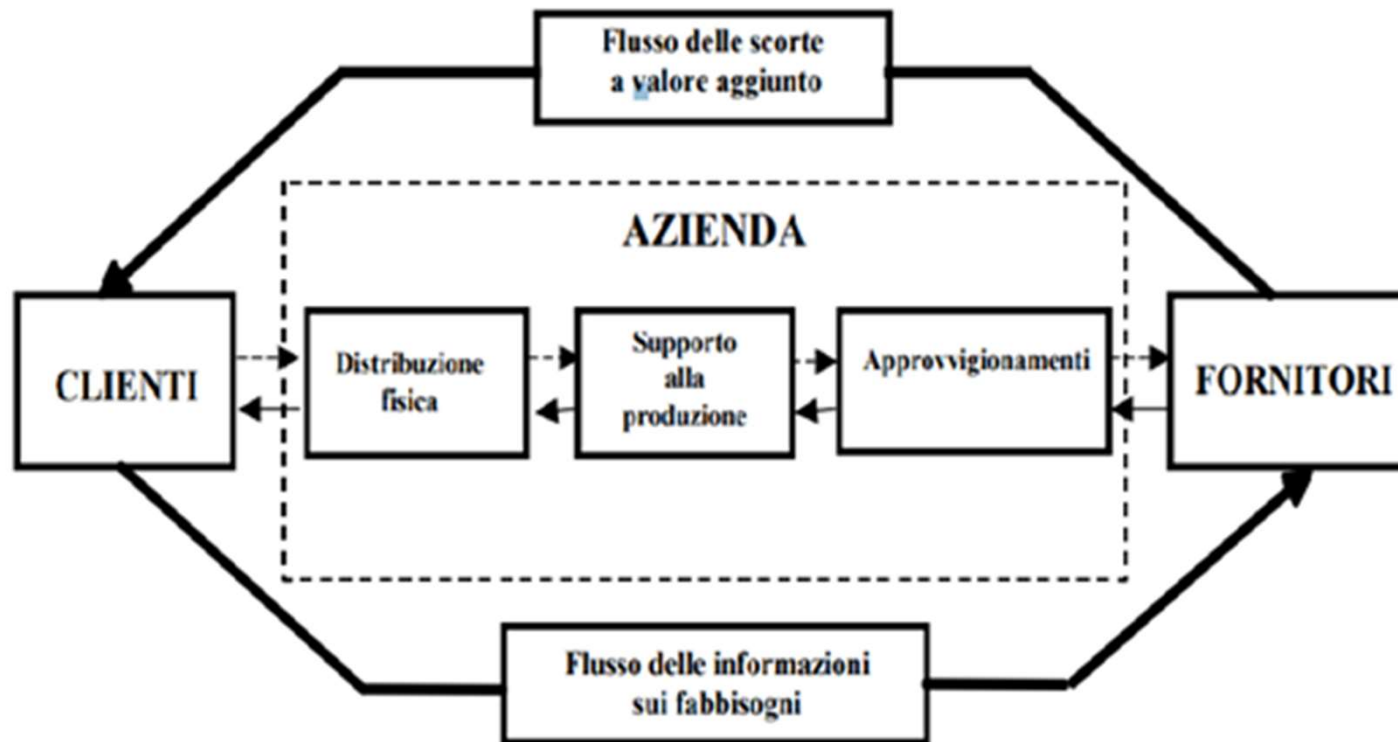 Flusso delle scorte
a valore aggiunto
AZIENDA
CLIENTI
Distribuzione
fisica
Supporto
alla
produzione
Approvvigionamenti
FORNITORI
Flusso delle informazioni
sui fabbisogni